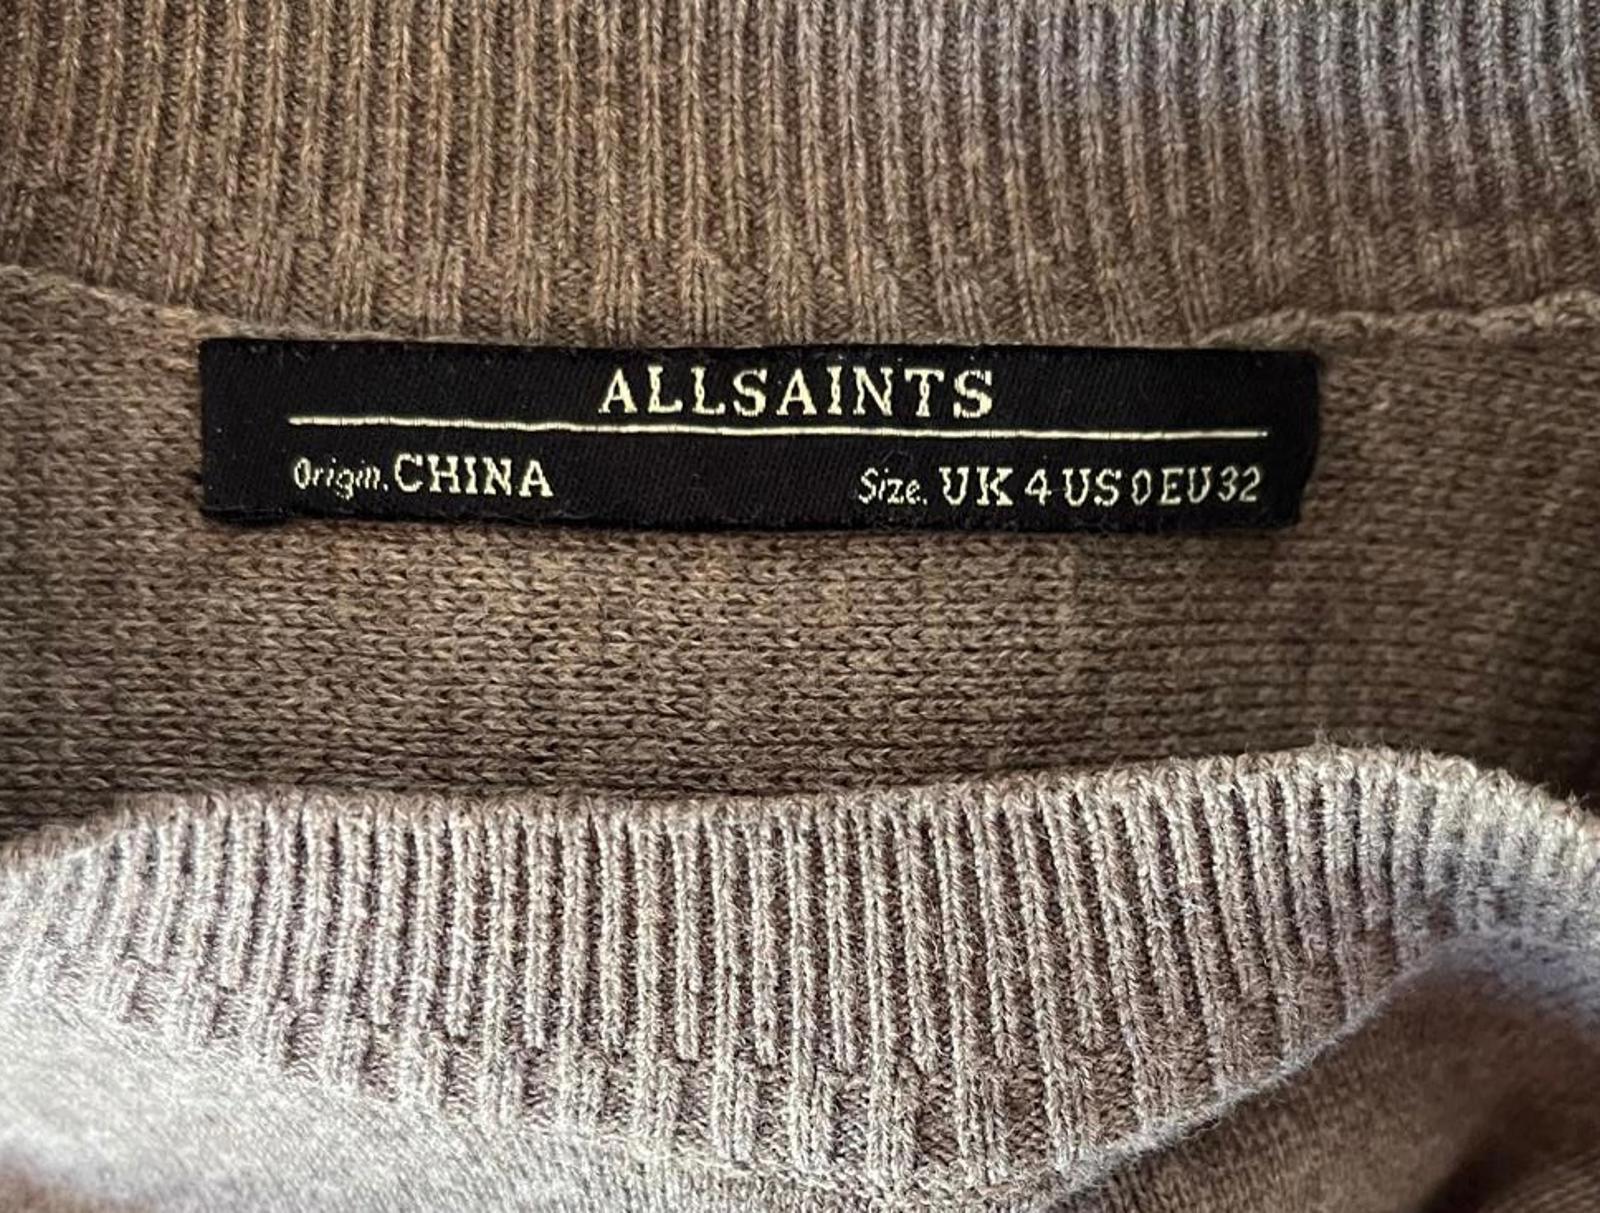 ALLSAINTS
Origin. CHINA Size. UK 4 US 0 EU 32